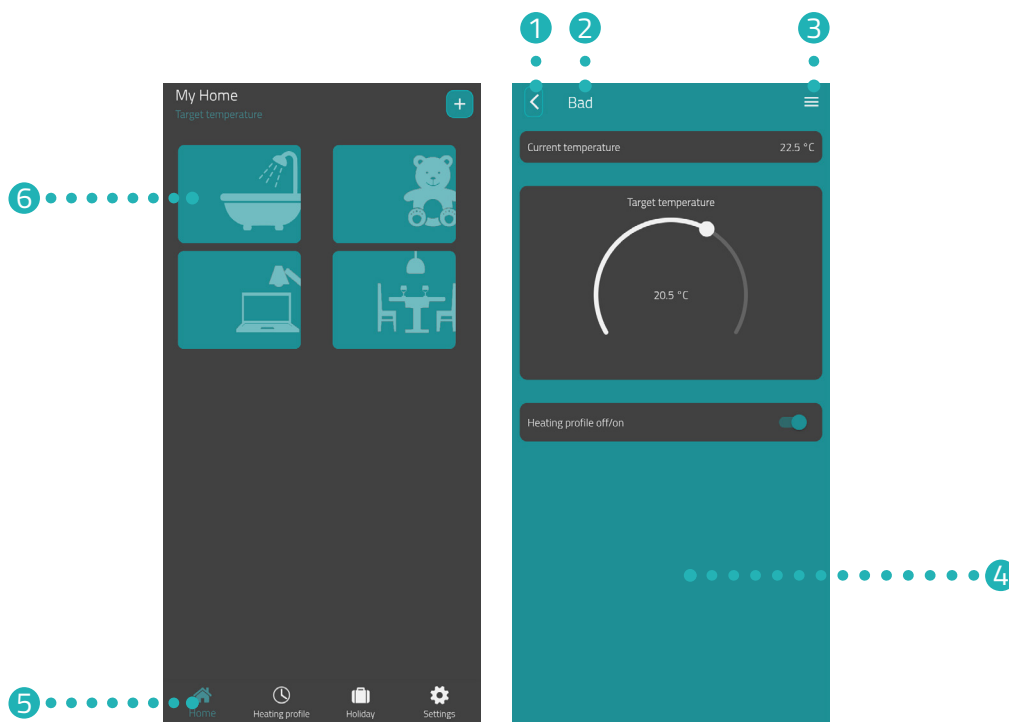 1 2 3
My Home
Target temperature
+
Bad
Current temperature 22.5 °C
6
Target temperature
20.5 °C
Heating profile off/on
4
5
Home Heating profile Holiday Settings